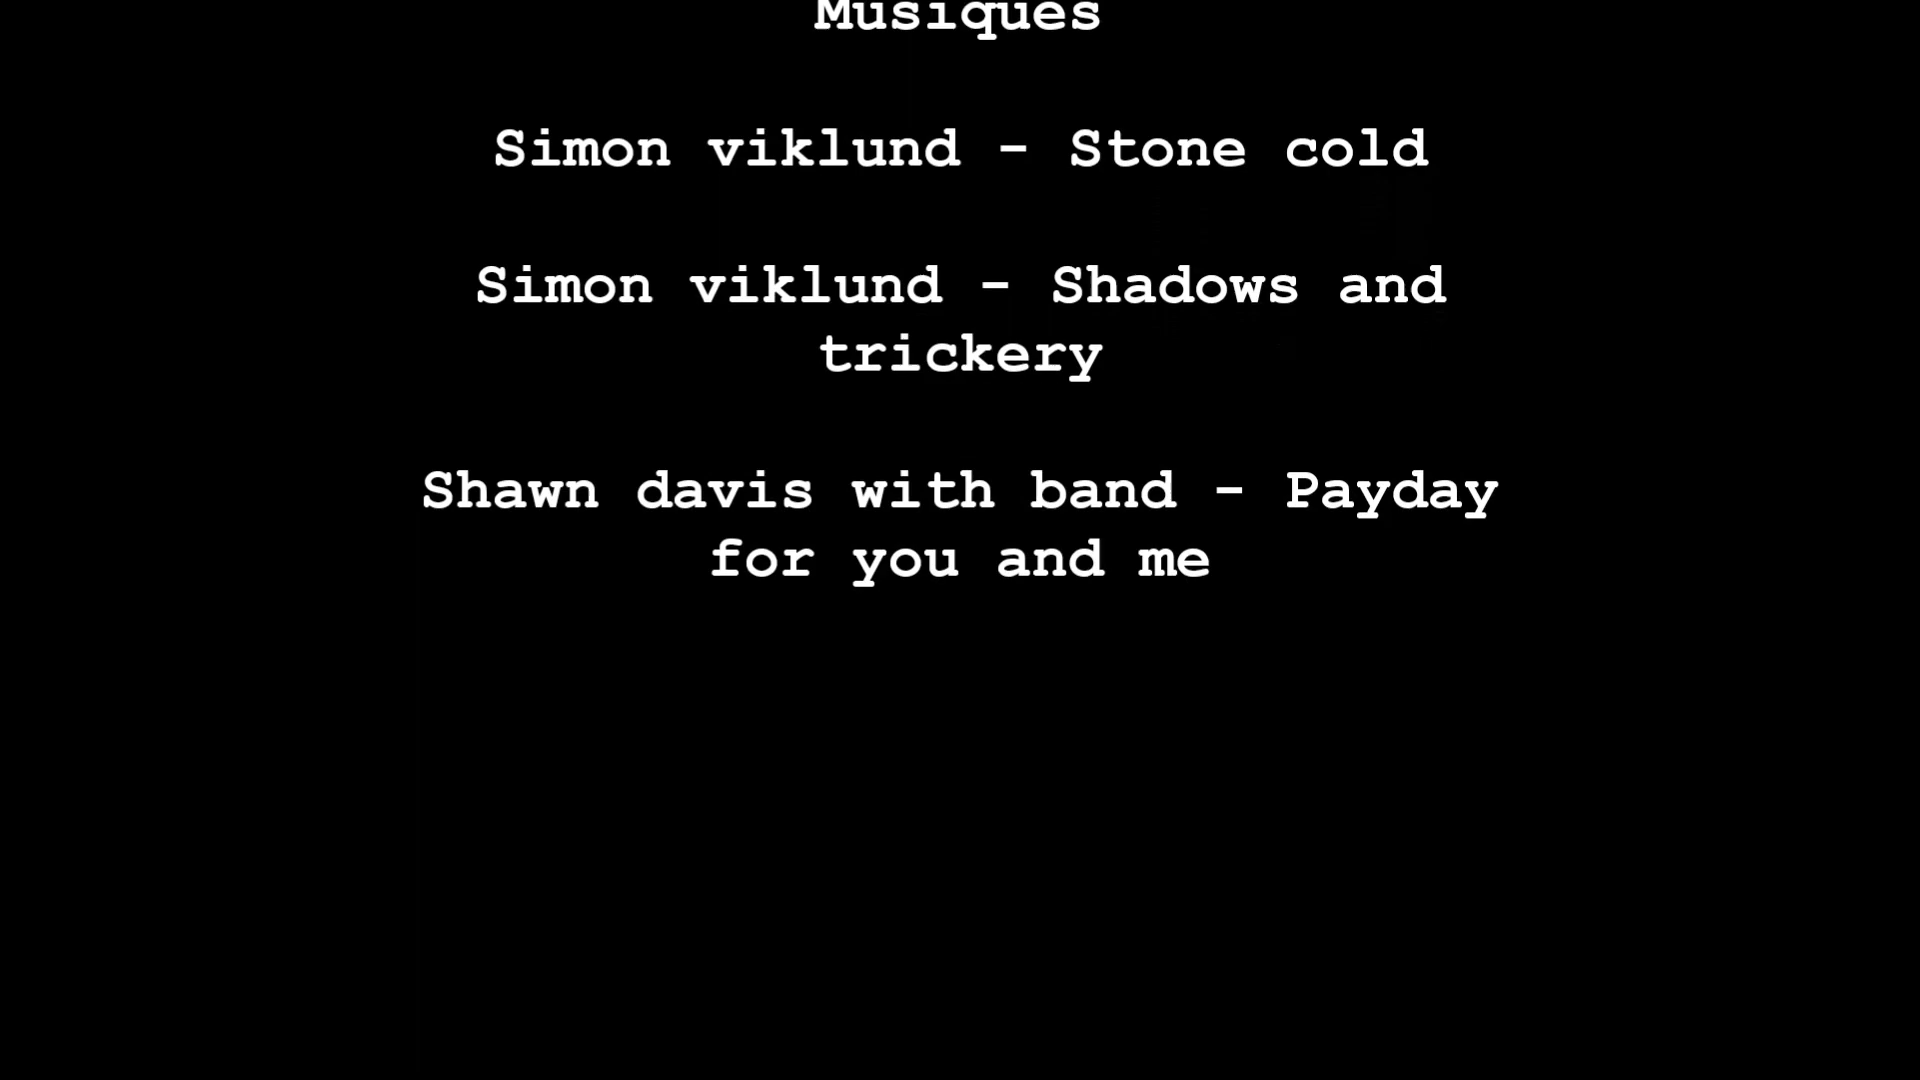 Musiques
Simon viklund - Stone cold
Simon viklund - Shadows and
trickery
Shawn davis with band - Payday
for you and me